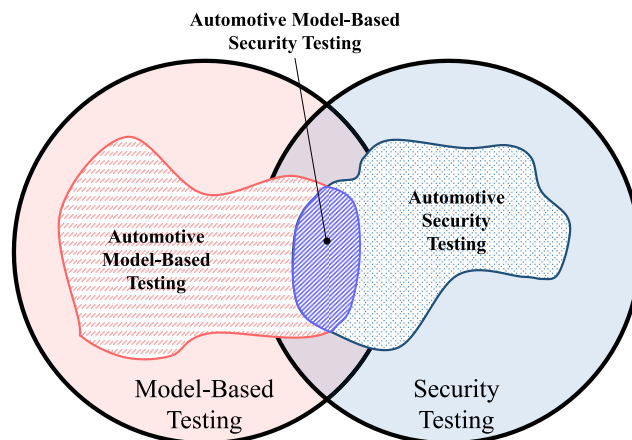 Automotive Model-Based
Security Testing
Automotive
Model-Based
Testing
Automotive
Security
Testing
Model-Based
Testing
Security
Testing